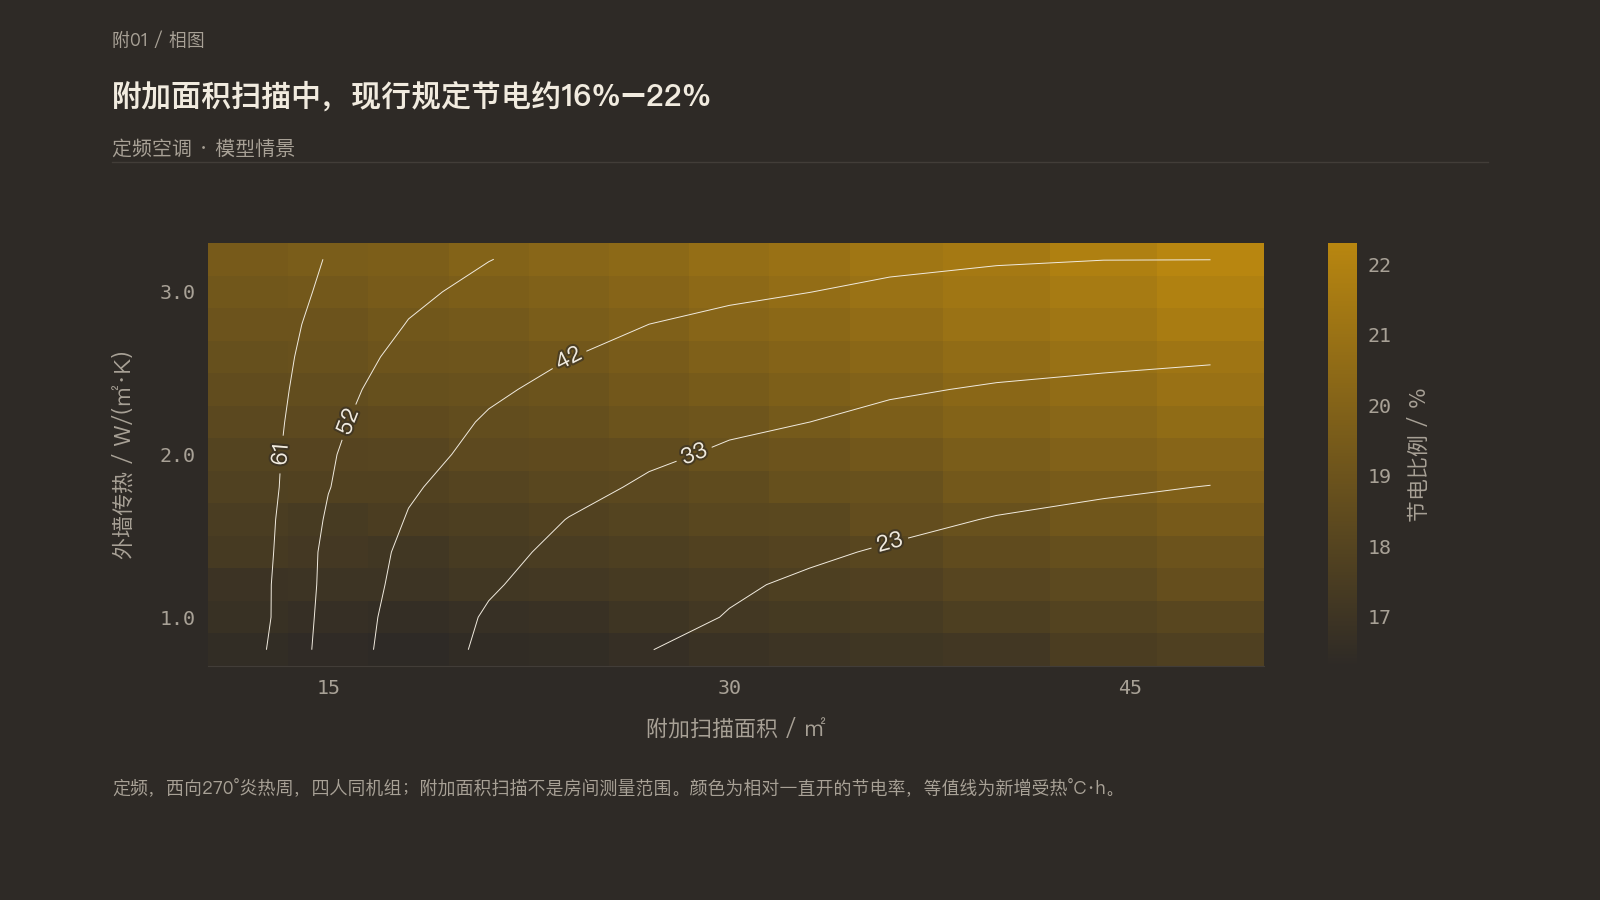 附01 / 相图
附加面积扫描中，现行规定节电约16%—22%
定频空调 · 模型情景
外墙传热 / W/(㎡·K)
3.0
2.0
1.0
61
52
42
33
23
15
30
45
附加扫描面积 / ㎡
22
21
20
19
18
17
节电比例 / %
定频，西向270°炎热周，四人同机组；附加面积扫描不是房间测量范围。颜色为相对一直开的节电率，等值线为新增受热°C·h。